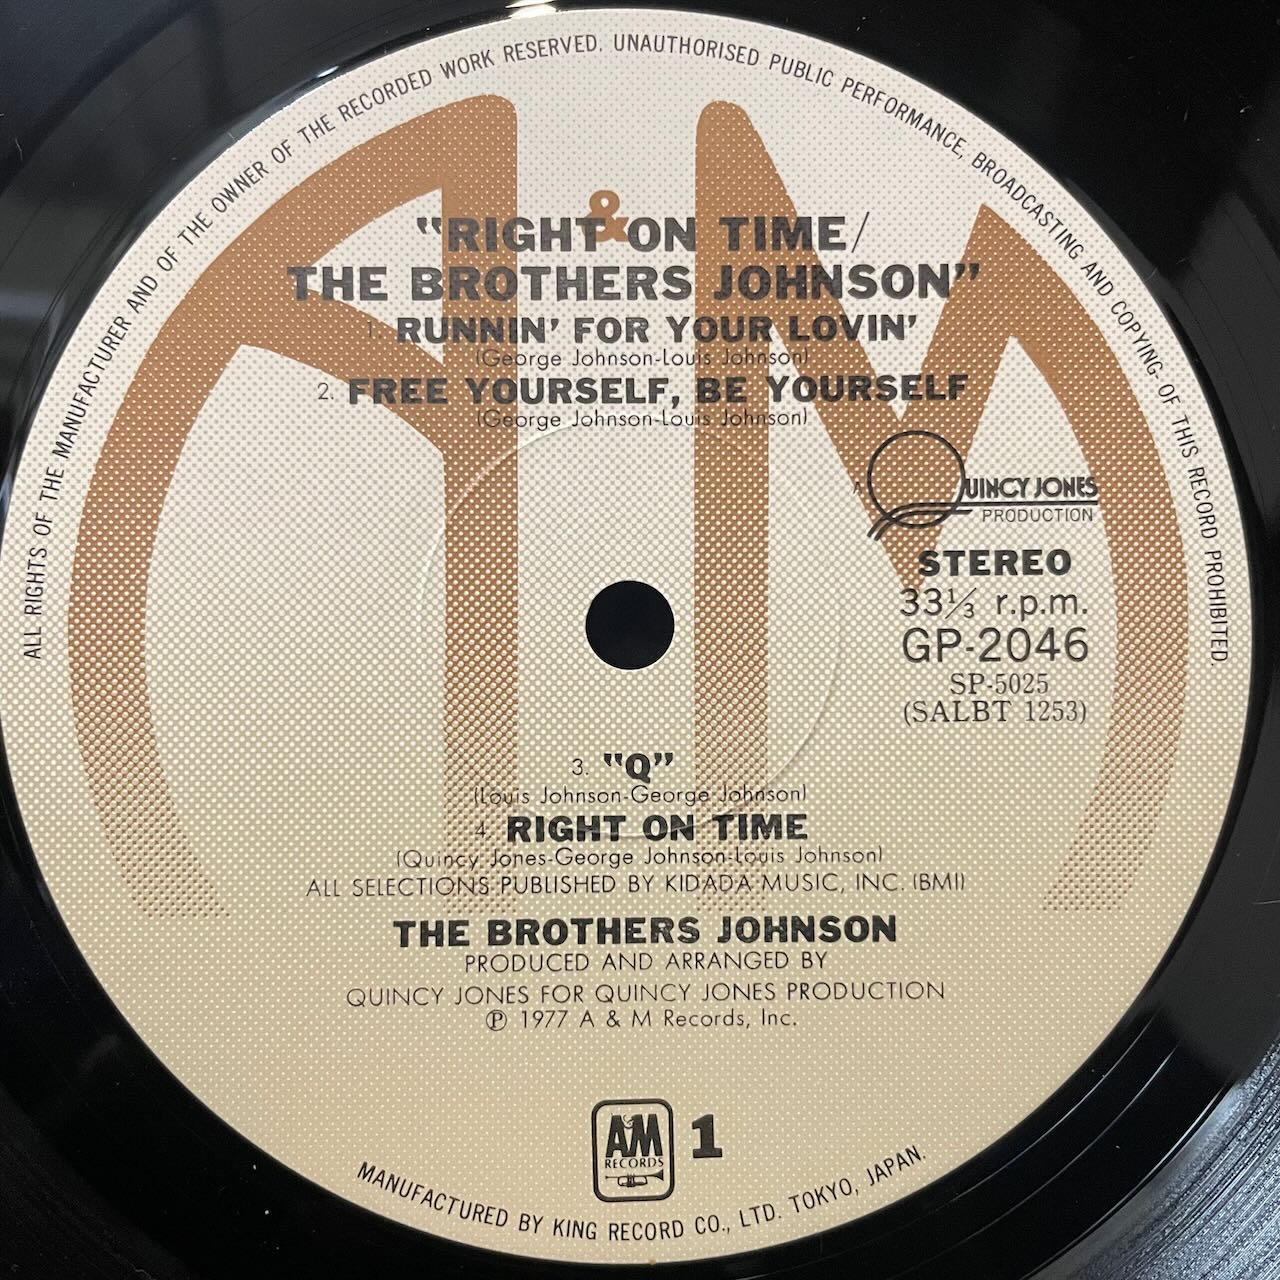 ALL RIGHTS OF THE MANUFACTURER AND OF THE OWNER OF THE RECORDED WORK RESERVED. UNAUTHORISED PUBLIC PERFORMANCE, BROADCASTING AND COPYING OF THIS RECORD PROHIBITED.
A&M
"RIGHT ON TIME/
THE BROTHERS JOHNSON"
1. RUNNIN' FOR YOUR LOVIN'
(George Johnson-Louis Johnson)
2. FREE YOURSELF, BE YOURSELF
(George Johnson-Louis Johnson)
A QUINCY JONES
PRODUCTION
STEREO
33⅓ r.p.m.
GP-2046
SP-5025
(SALBT 1253)
3. "Q"
(Louis Johnson-George Johnson)
4. RIGHT ON TIME
(Quincy Jones-George Johnson-Louis Johnson)
ALL SELECTIONS PUBLISHED BY KIDADA MUSIC, INC. (BMI)
THE BROTHERS JOHNSON
PRODUCED AND ARRANGED BY
QUINCY JONES FOR QUINCY JONES PRODUCTION
℗ 1977 A & M Records, Inc.
A&M RECORDS 1
MANUFACTURED BY KING RECORD CO., LTD. TOKYO, JAPAN.